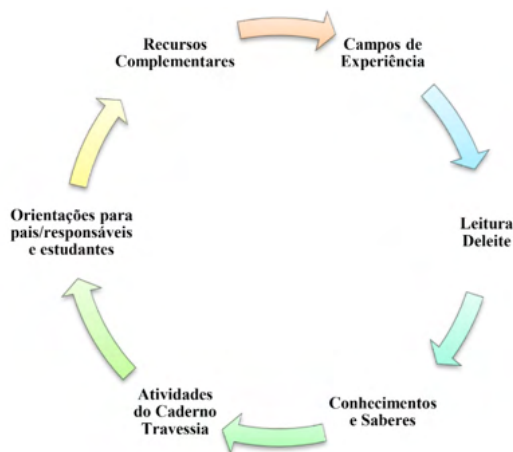 Recursos
Complementares
Campos de
Experiência
Leitura
Deleite
Conhecimentos
e Saberes
Atividades
do Caderno
Travessia
Orientações para
pais/responsáveis
e estudantes